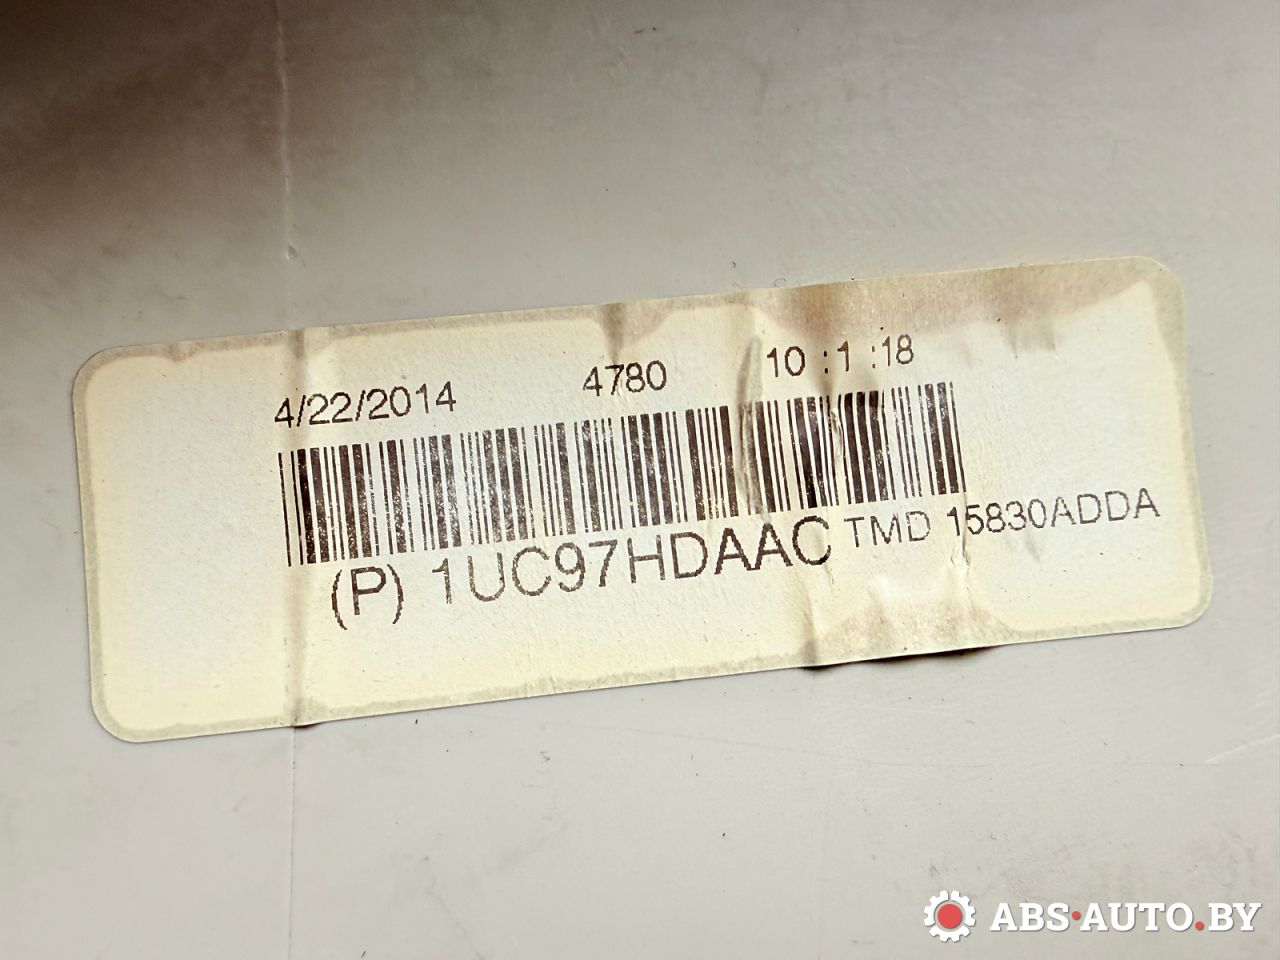 4/22/2014 4780 10 :1 :18
(P) 1UC97HDAAC TMD 15830ADDA
ABS·AUTO.BY